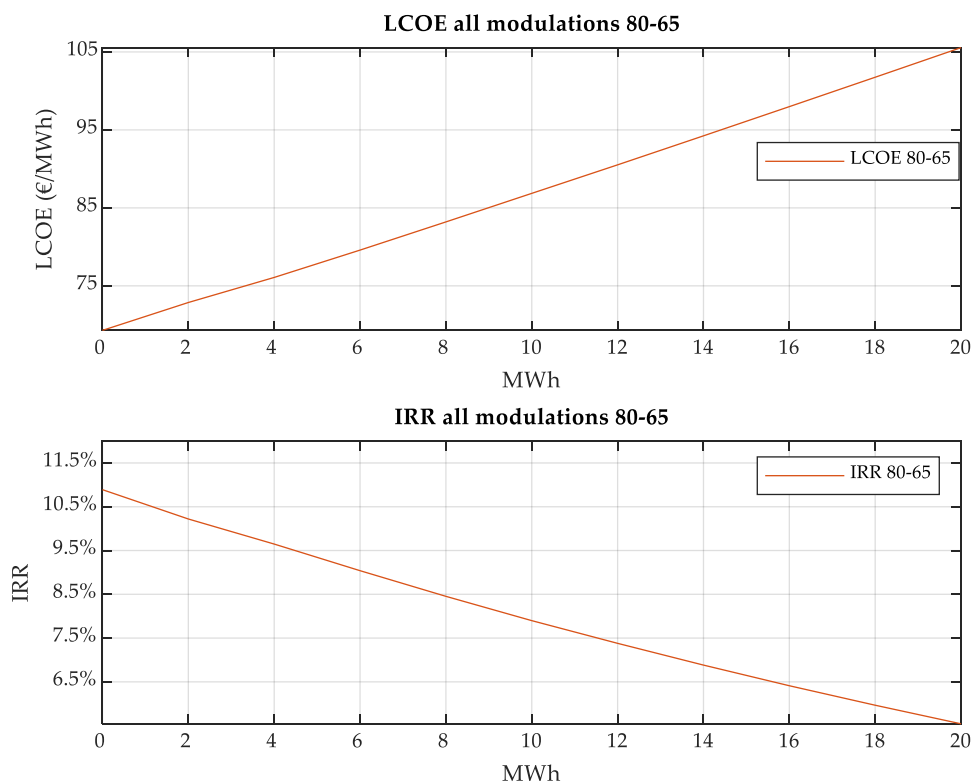 LCOE all modulations 80-65
105
95
85
75
LCOE (€/MWh)
LCOE 80-65
0 2 4 6 8 10 12 14 16 18 20
MWh
IRR all modulations 80-65
11.5%
10.5%
9.5%
8.5%
7.5%
6.5%
IRR
IRR 80-65
0 2 4 6 8 10 12 14 16 18 20
MWh